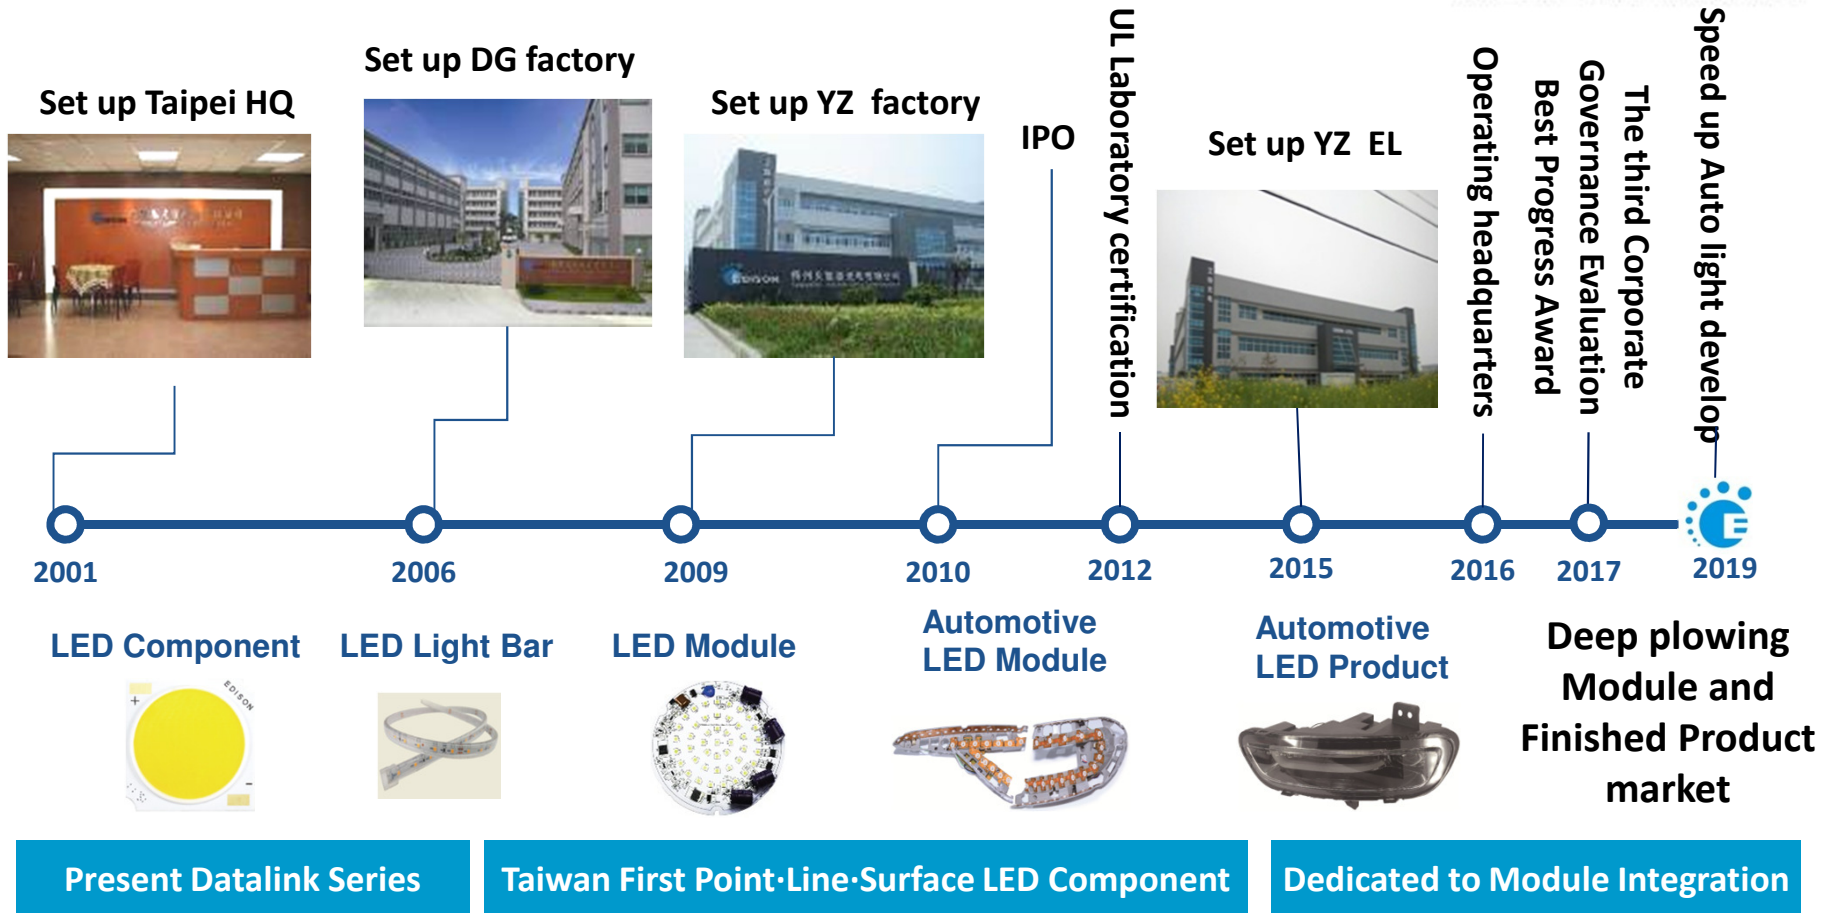 Set up Taipei HQ
Set up DG factory
Set up YZ factory
IPO
UL Laboratory certification
Set up YZ EL
Operating headquarters
The third Corporate
Governance Evaluation
Best Progress Award
Speed up Auto light develop
EDISON
E
2001
2006
2009
2010
2012
2015
2016
2017
2019
LED Component
LED Light Bar
LED Module
Automotive
LED Module
Automotive
LED Product
Deep plowing
Module and
Finished Product
market
EDISON
+
-
Present Datalink Series
Taiwan First Point·Line·Surface LED Component
Dedicated to Module Integration